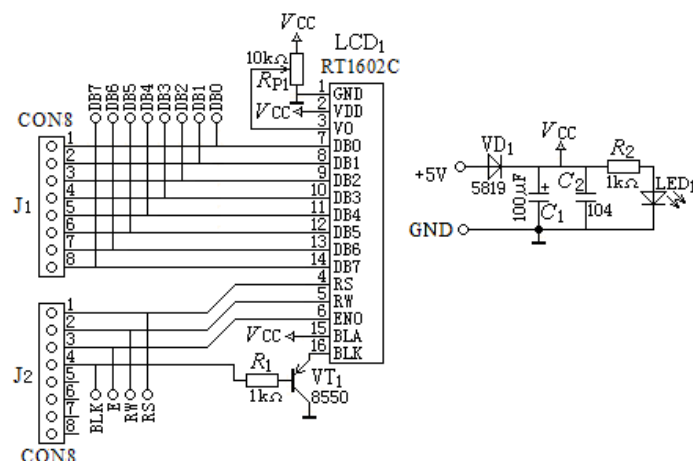 VCC
LCD1
10kΩ
RP1
RT1602C
DB7
DB6
DB5
DB4
DB3
DB2
DB1
DB0
VCC
1 GND
2 VDD
3 VO
7 DB0
8 DB1
9 DB2
10 DB3
11 DB4
12 DB5
13 DB6
14 DB7
4 RS
5 RW
6 ENO
15 BLA
16 BLK
CON8
J1
1
2
3
4
5
6
7
8
J2
1
2
3
4
5
6
7
8
CON8
BLK
E
RW
RS
VCC
R1
1kΩ
VT1
8550
VCC
+5V
VD1
5819
100μF
+
C1
C2
104
R2
1kΩ
LED1
GND